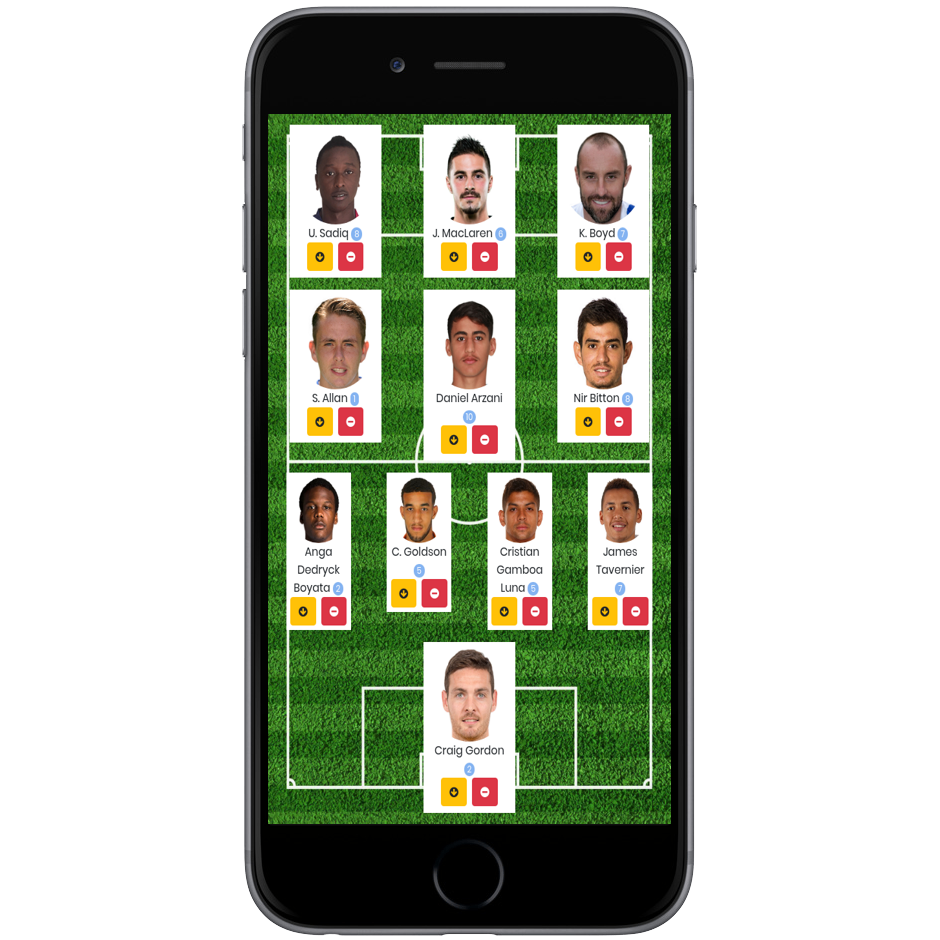 U. Sadiq 8
J. MacLaren 6
K. Boyd 7
S. Allan 1
Daniel Arzani
10
Nir Bitton 8
Anga
Dedryck
Boyata 2
C. Goldson
5
Cristian
Gamboa
Luna 5
James
Tavernier
7
Craig Gordon
2